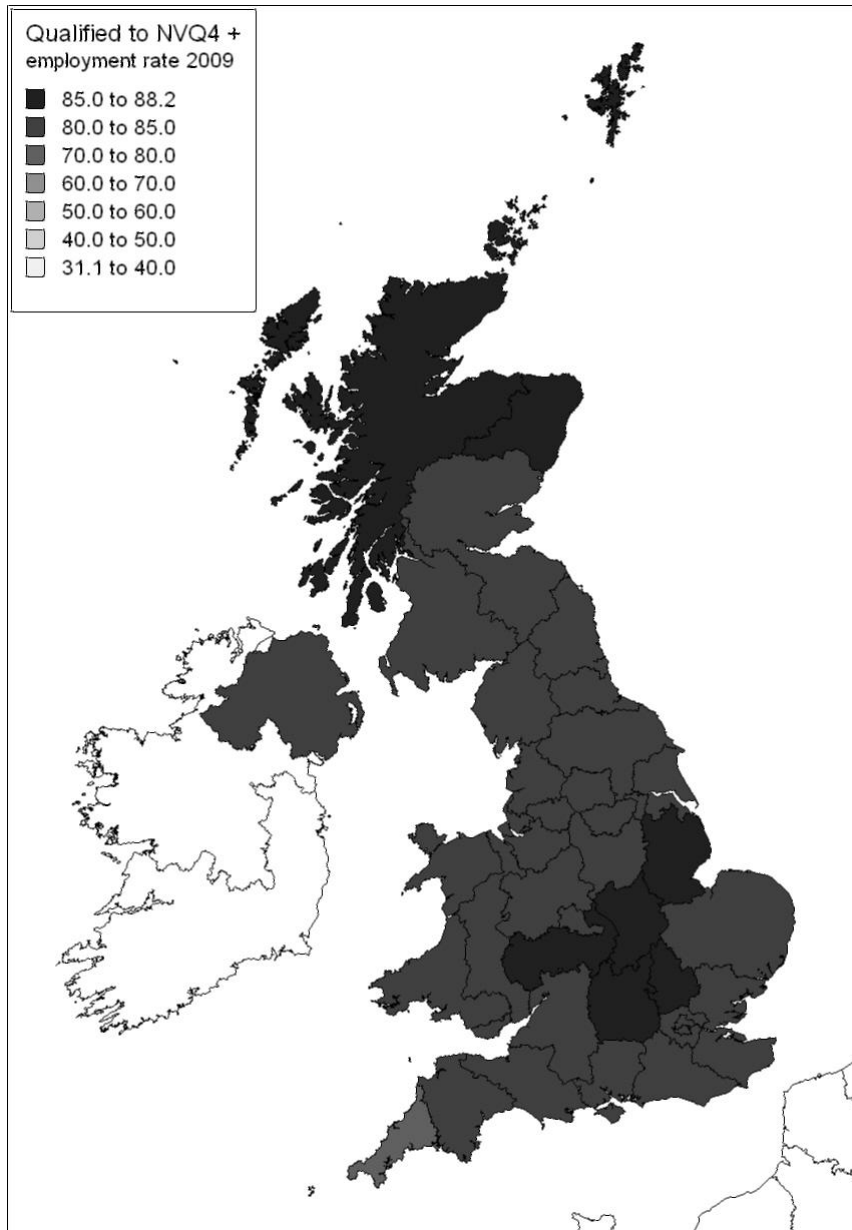 Qualified to NVQ4 +
employment rate 2009
85.0 to 88.2
80.0 to 85.0
70.0 to 80.0
60.0 to 70.0
50.0 to 60.0
40.0 to 50.0
31.1 to 40.0